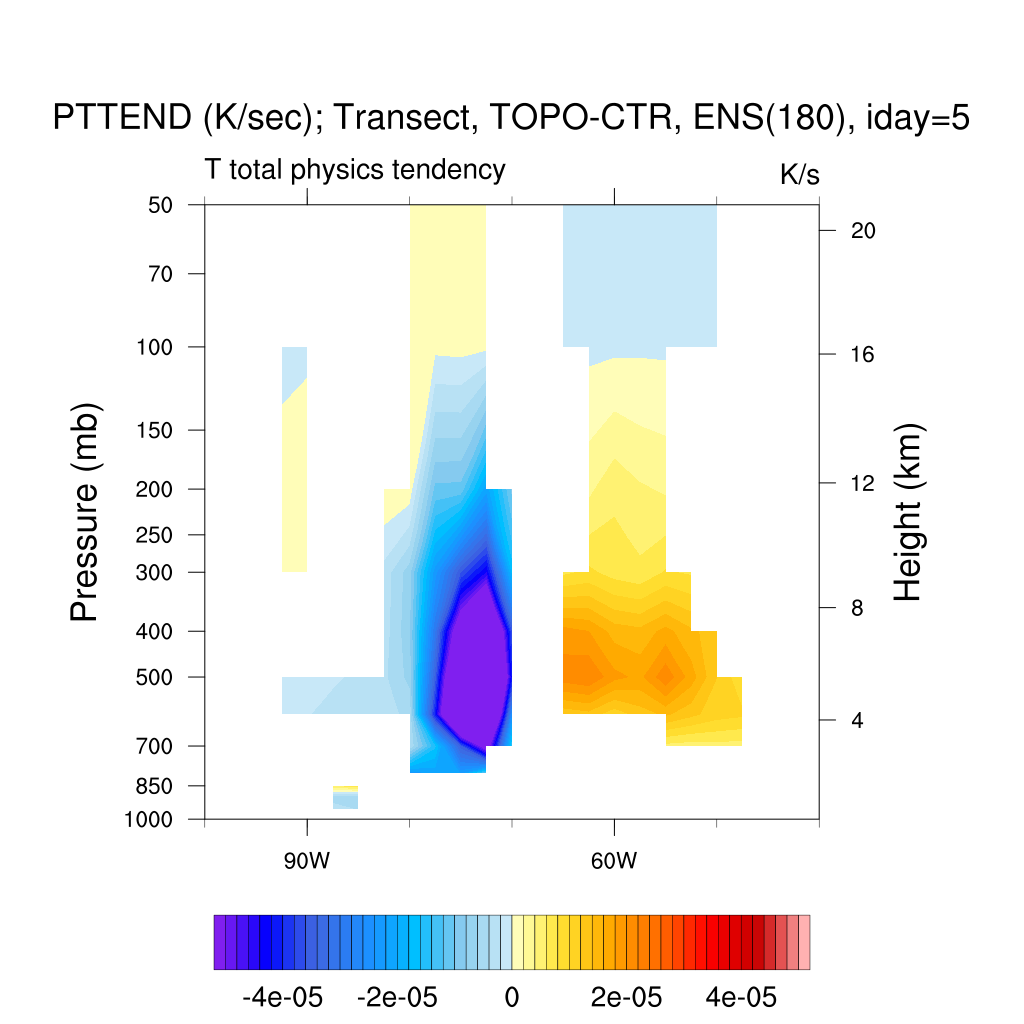 PTTEND (K/sec); Transect, TOPO-CTR, ENS(180), iday=5
T total physics tendency
K/s
50
70
100
150
200
250
300
400
500
700
850
1000
Pressure (mb)
20
16
12
8
4
Height (km)
90W
60W
-4e-05
-2e-05
0
2e-05
4e-05